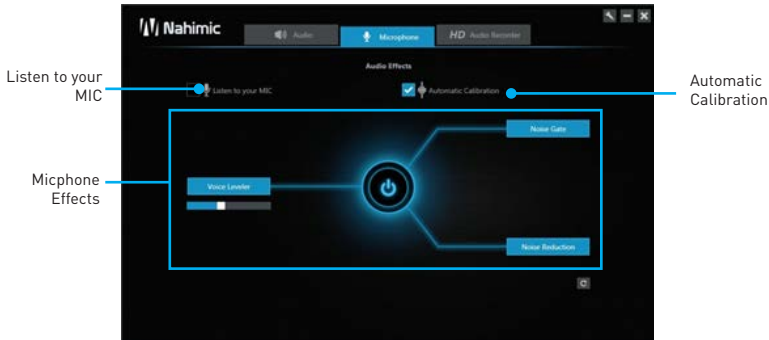 Nahimic
Audio
Microphone
HD Audio Recorder
Audio Effects
Listen to your
MIC
Listen to your MIC
Automatic Calibration
Automatic
Calibration
Noise Gate
Micphone
Effects
Voice Leveler
Noise Reduction